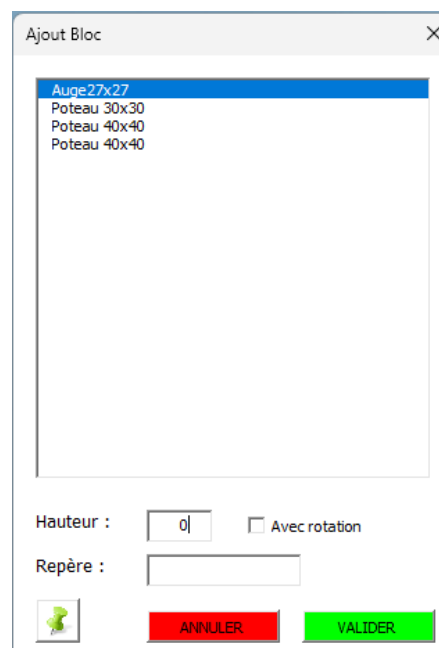 Ajout Bloc
Auge27x27
Poteau 30x30
Poteau 40x40
Poteau 40x40
Hauteur : 0 Avec rotation
Repère :
ANNULER VALIDER